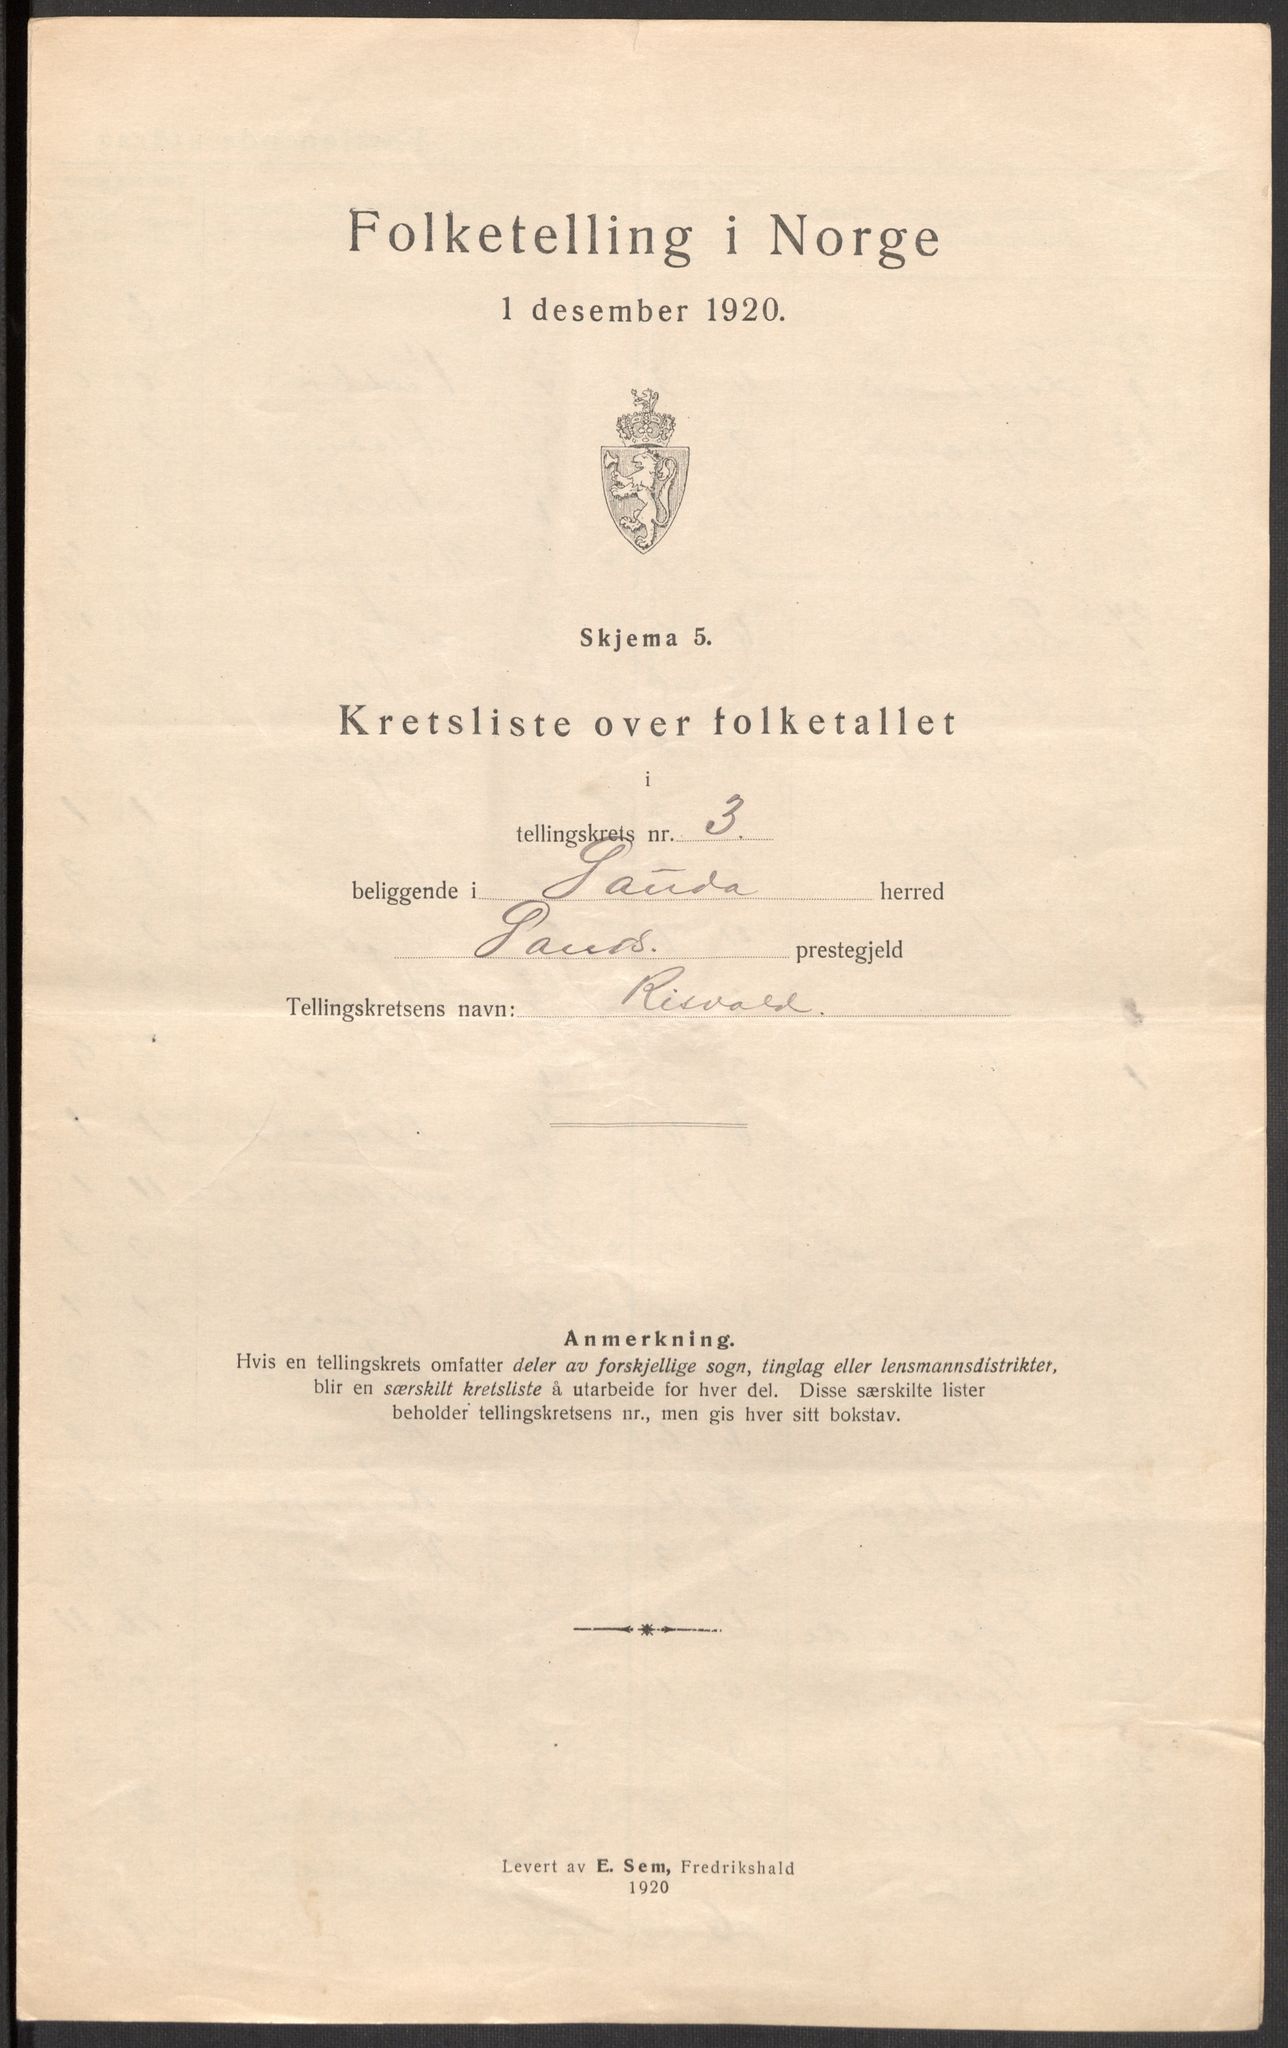 Folketelling i Norge
1 desember 1920.
Skjema 5.
Kretsliste over folketallet
i
tellingskrets nr. 3.
beliggende i Sauda herred
Sands. prestegjeld
Tellingskretsens navn: Risvold.
Anmerkning.
Hvis en tellingskrets omfatter deler av forskjellige sogn, tinglag eller lensmannsdistrikter,
blir en særskilt kretsliste å utarbeide for hver del. Disse særskilte lister
beholder tellingskretsens nr., men gis hver sitt bokstav.
Levert av E. Sem, Fredrikshald
1920